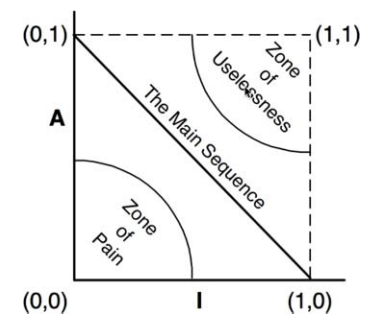 (0,1)
(1,1)
Zone
of
Uselessness
A
The Main Sequence
Zone
of
Pain
(0,0)
I
(1,0)